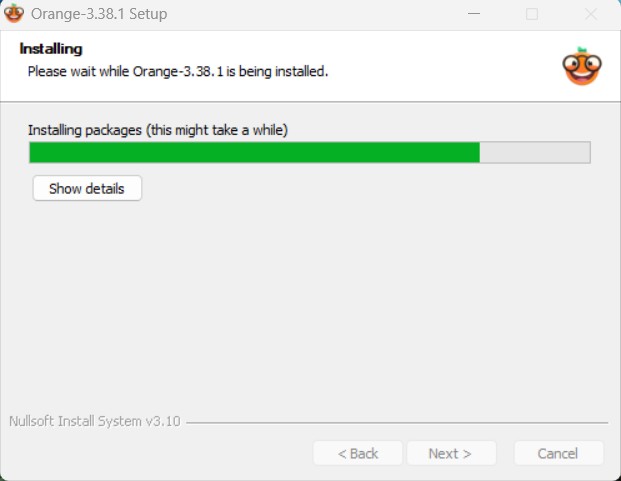 Orange-3.38.1 Setup
Installing
Please wait while Orange-3.38.1 is being installed.
Installing packages (this might take a while)
Show details
Nullsoft Install System v3.10
< Back Next > Cancel